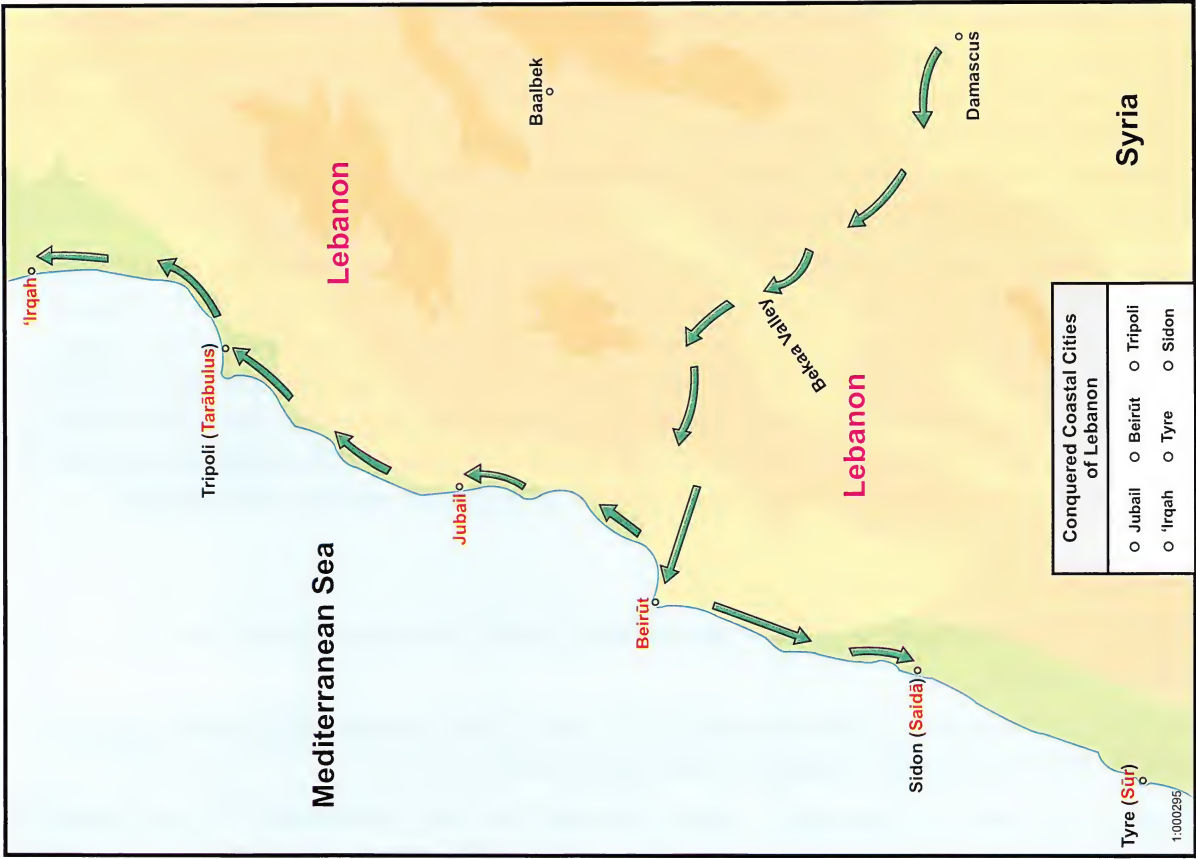 'Irqah
Tripoli (Tarābulus)
Lebanon
Baalbek
Jubail
Mediterranean Sea
Beirūt
Bekaa Valley
Lebanon
Damascus
Syria
Sidon (Saidā)
Tyre (Sūr)
Conquered Coastal Cities
of Lebanon
Jubail Beirūt Tripoli
'Irqah Tyre Sidon
1:000295